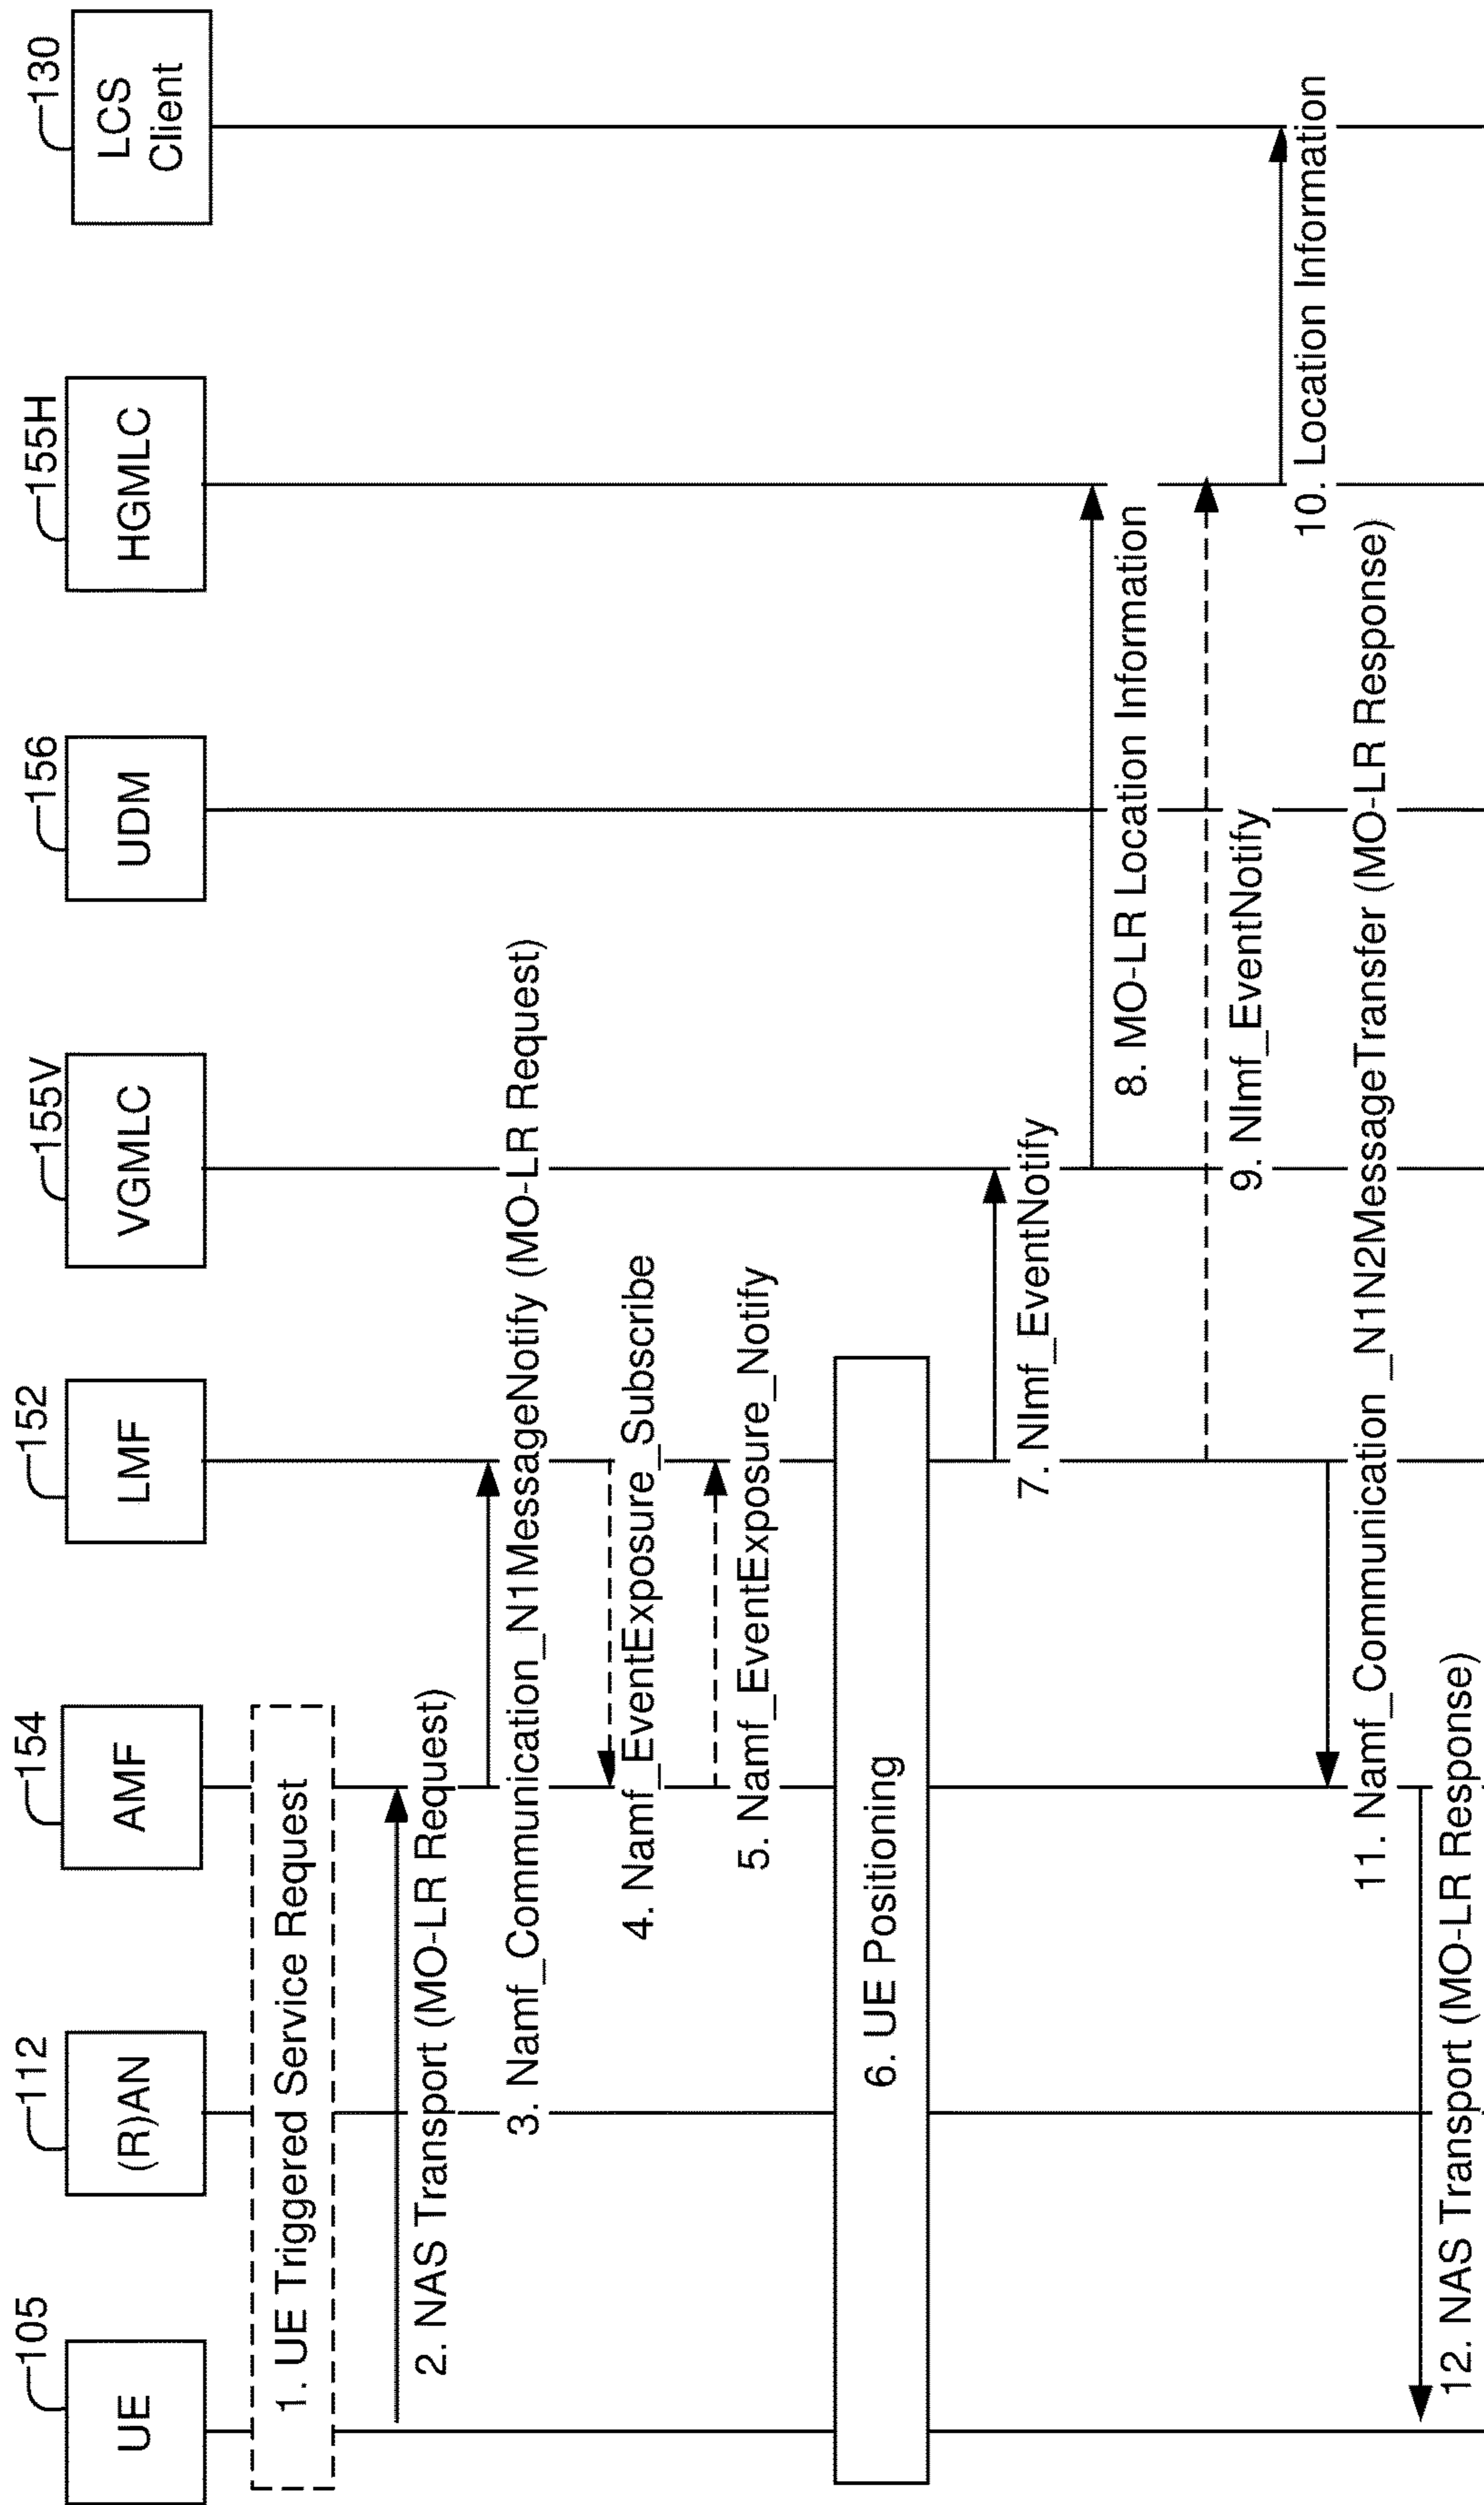 105
UE
112
(R)AN
154
AMF
152
LMF
155V
VGMLC
156
UDM
155H
HGMLC
130
LCS
Client
1. UE Triggered Service Request
2. NAS Transport (MO-LR Request)
3. Namf_Communication_N1MessageNotify (MO-LR Request)
4. Namf_EventExposure_Subscribe
5. Namf_EventExposure_Notify
6. UE Positioning
7. Nlmf_EventNotify
8. MO-LR Location Information
9. Nlmf_EventNotify
10. Location Information
11. Namf_Communication _N1N2MessageTransfer (MO-LR Response)
12. NAS Transport (MO-LR Response)